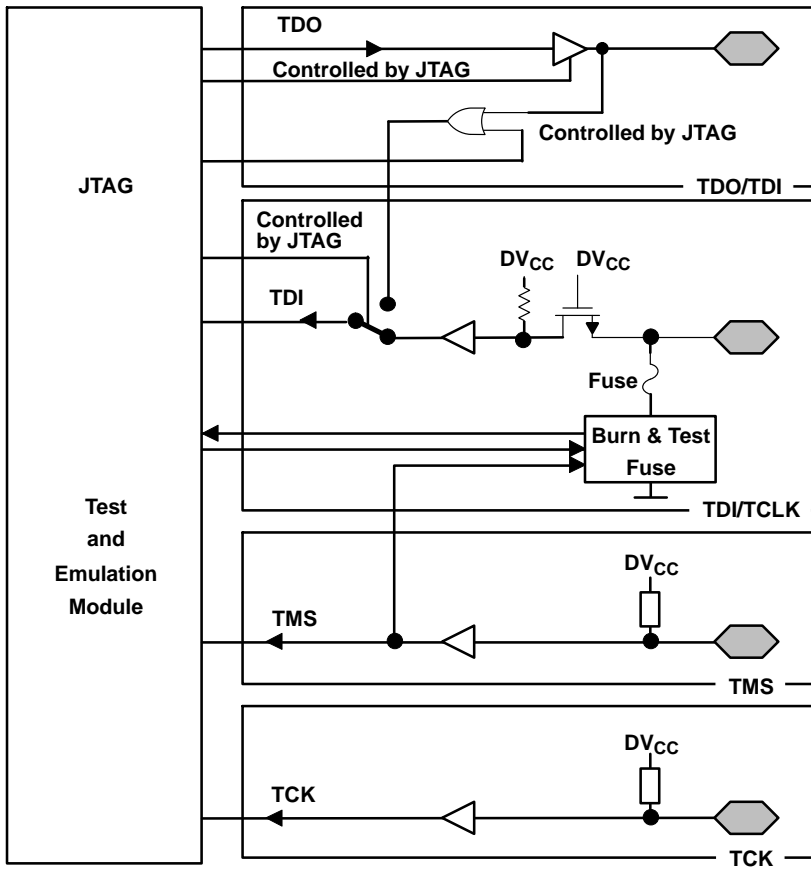 TDO
Controlled by JTAG
Controlled by JTAG
JTAG
TDO/TDI
Controlled
by JTAG
DVCC
DVCC
TDI
Fuse
Burn & Test
Fuse
TDI/TCLK
Test
and
Emulation
Module
DVCC
TMS
TMS
DVCC
TCK
TCK